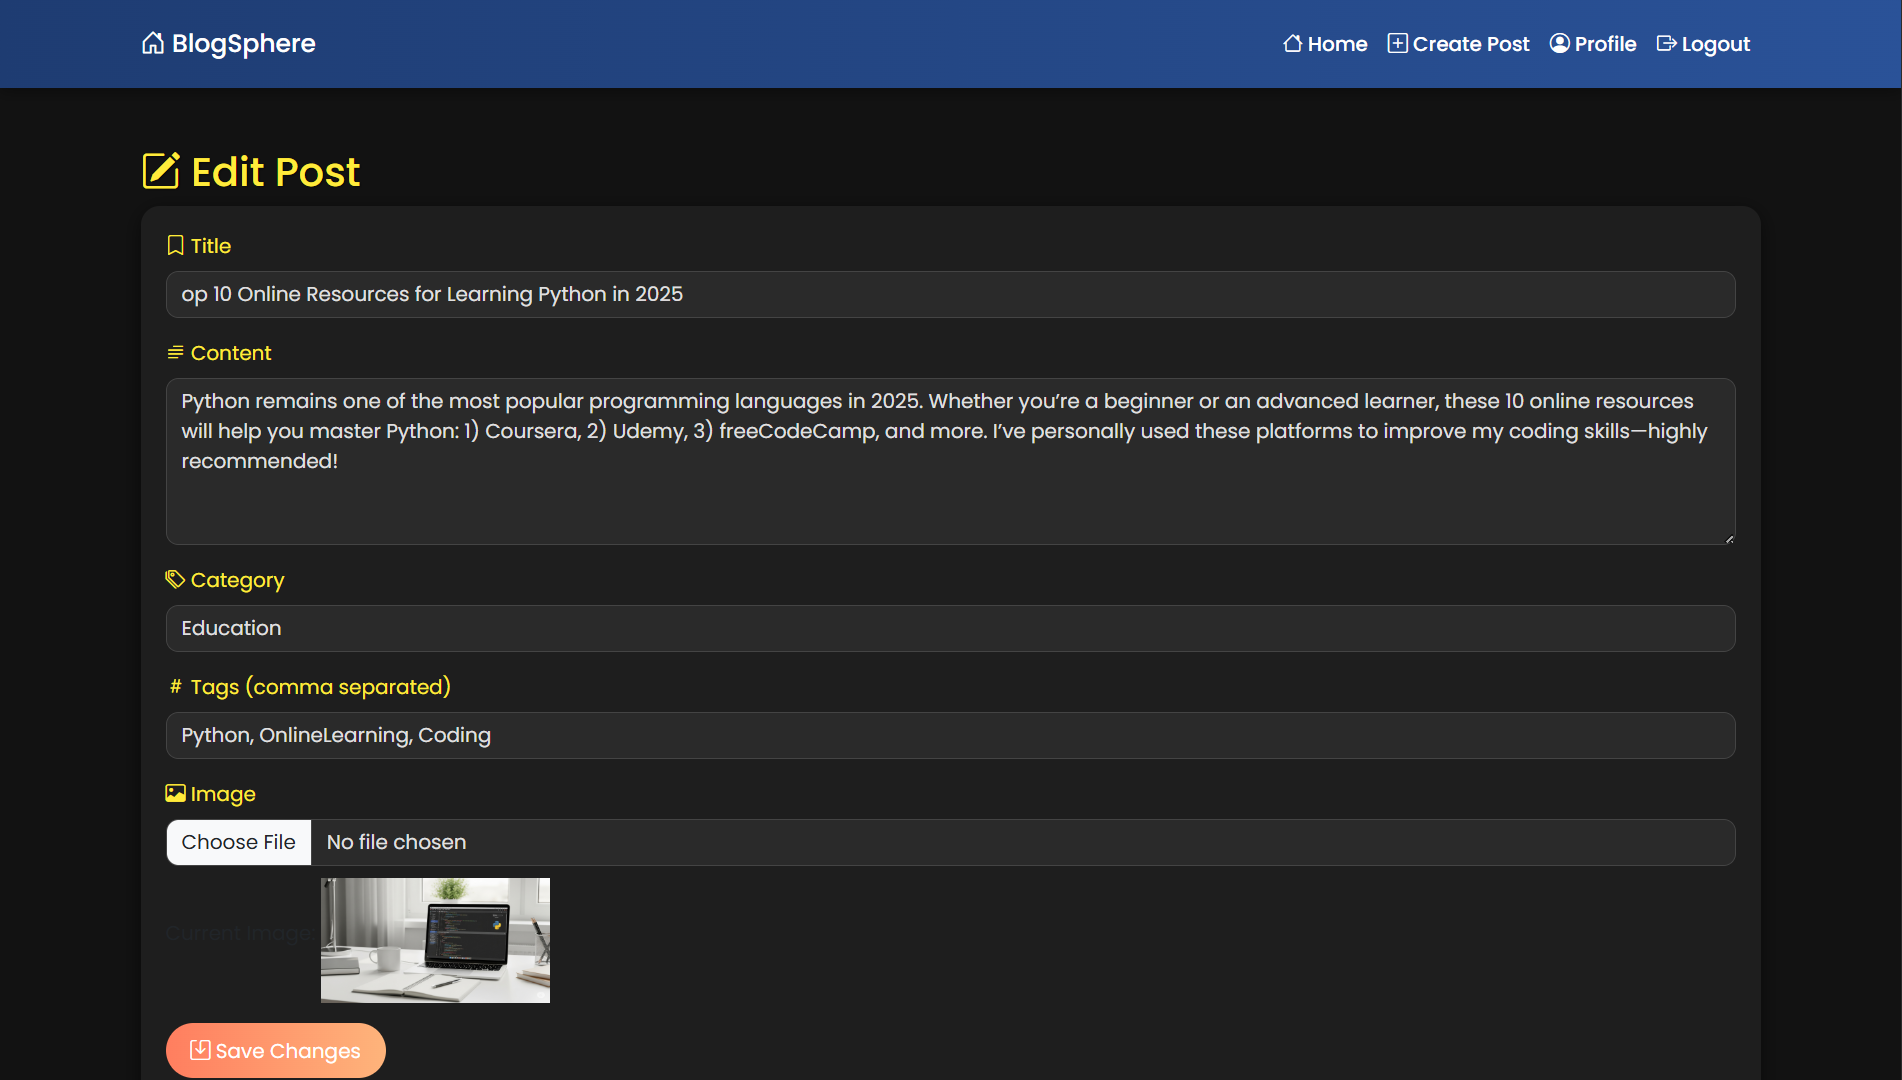 BlogSphere
Home Create Post Profile Logout
Edit Post
Title
op 10 Online Resources for Learning Python in 2025
Content
Python remains one of the most popular programming languages in 2025. Whether you’re a beginner or an advanced learner, these 10 online resources
will help you master Python: 1) Coursera, 2) Udemy, 3) freeCodeCamp, and more. I’ve personally used these platforms to improve my coding skills—highly
recommended!
Category
Education
# Tags (comma separated)
Python, OnlineLearning, Coding
Image
Choose File No file chosen
Current Image:
Save Changes